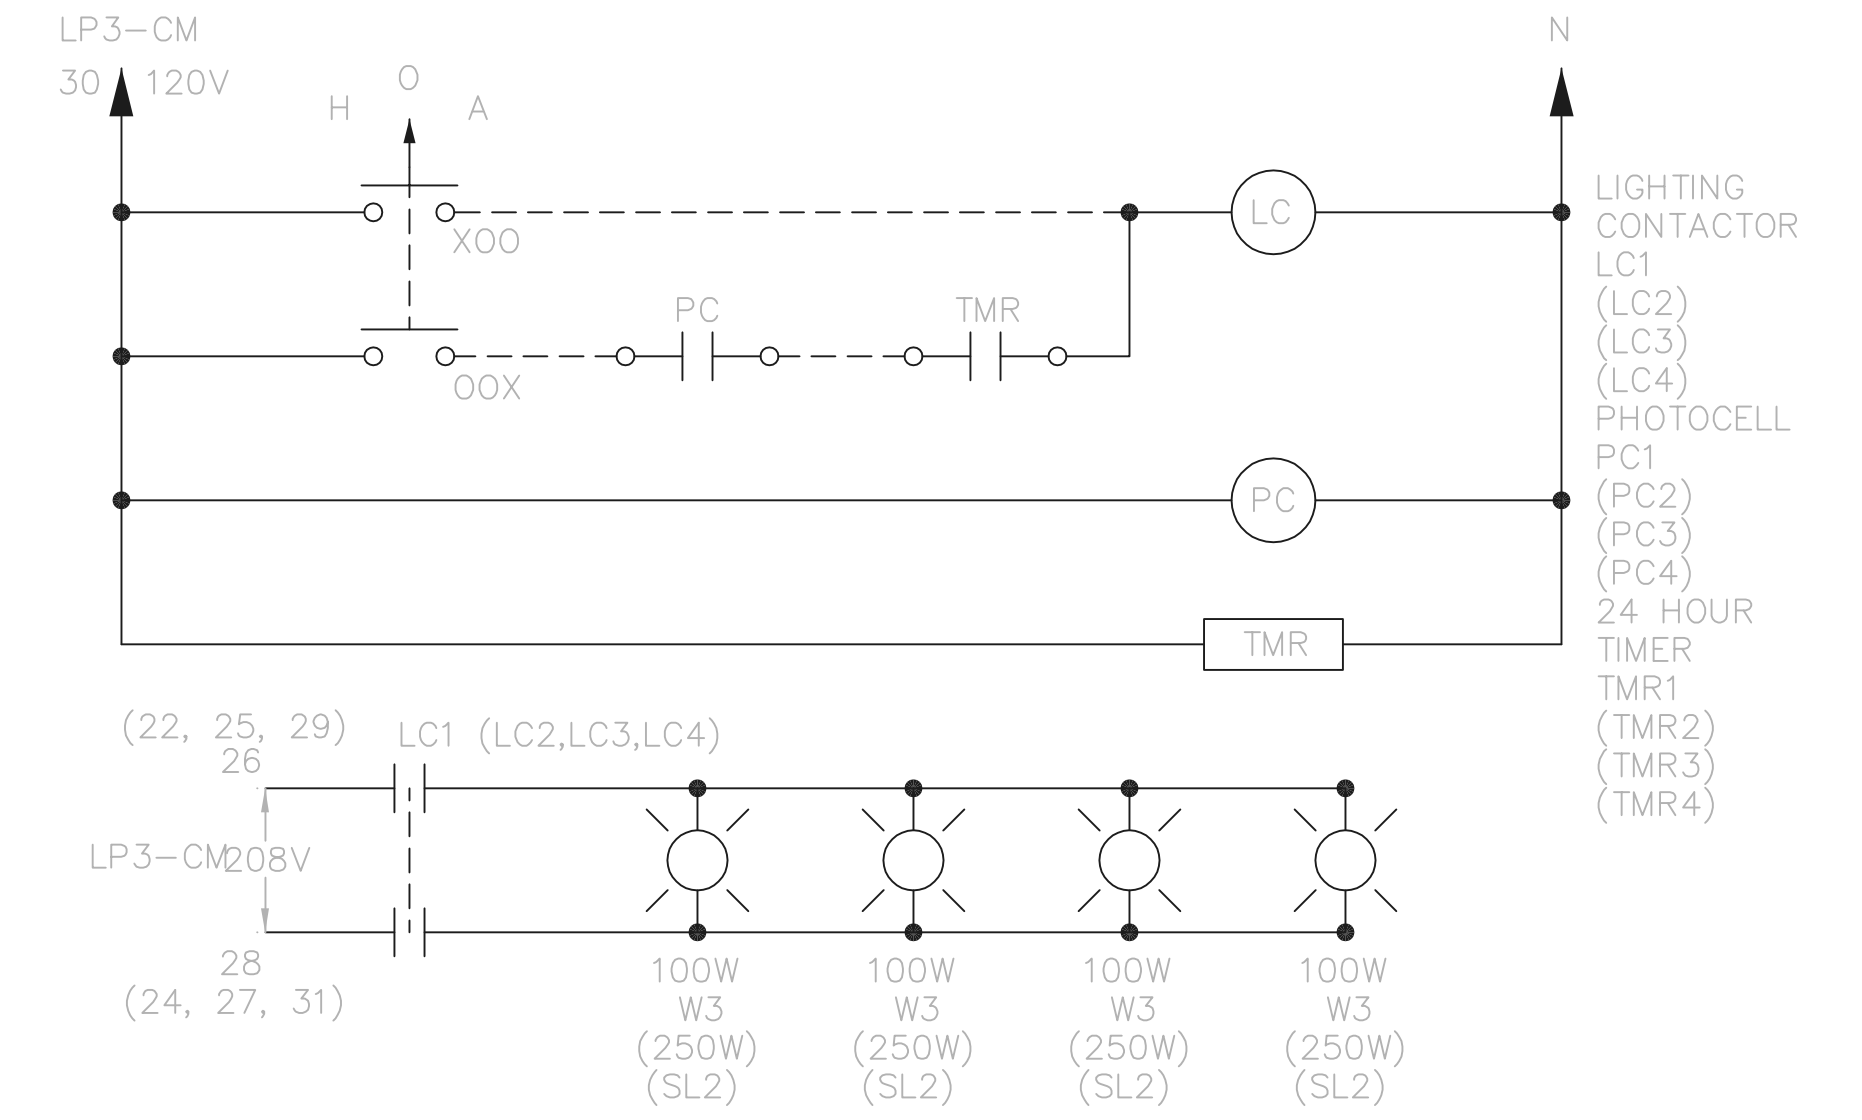 LP3-CM
30 120V
N
H O A
XOO
LC
PC
TMR
OOX
PC
TMR
LIGHTING
CONTACTOR
LC1
(LC2)
(LC3)
(LC4)
PHOTOCELL
PC1
(PC2)
(PC3)
(PC4)
24 HOUR
TIMER
TMR1
(TMR2)
(TMR3)
(TMR4)
(22, 25, 29)
26
LC1 (LC2,LC3,LC4)
LP3-CM
208V
28
(24, 27, 31)
100W
W3
(250W)
(SL2)
100W
W3
(250W)
(SL2)
100W
W3
(250W)
(SL2)
100W
W3
(250W)
(SL2)